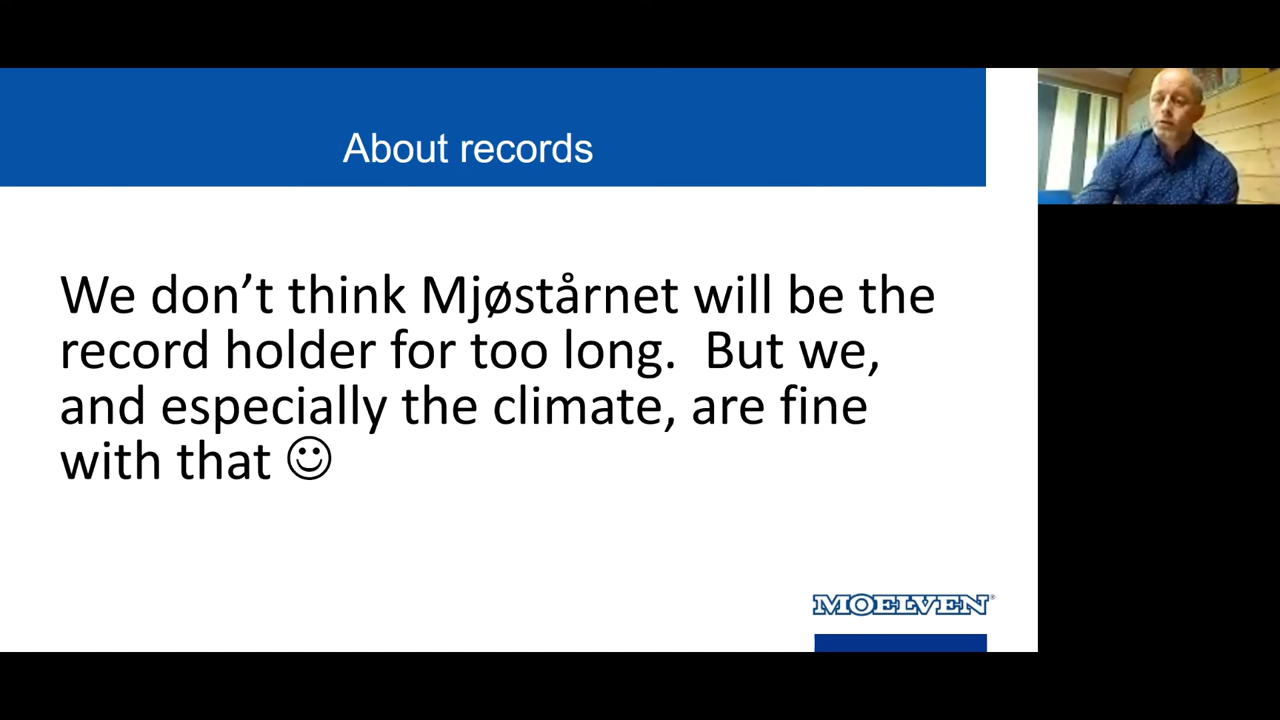 About records
We don’t think Mjøstårnet will be the
record holder for too long.  But we,
and especially the climate, are fine
with that ☺
MOELVEN®